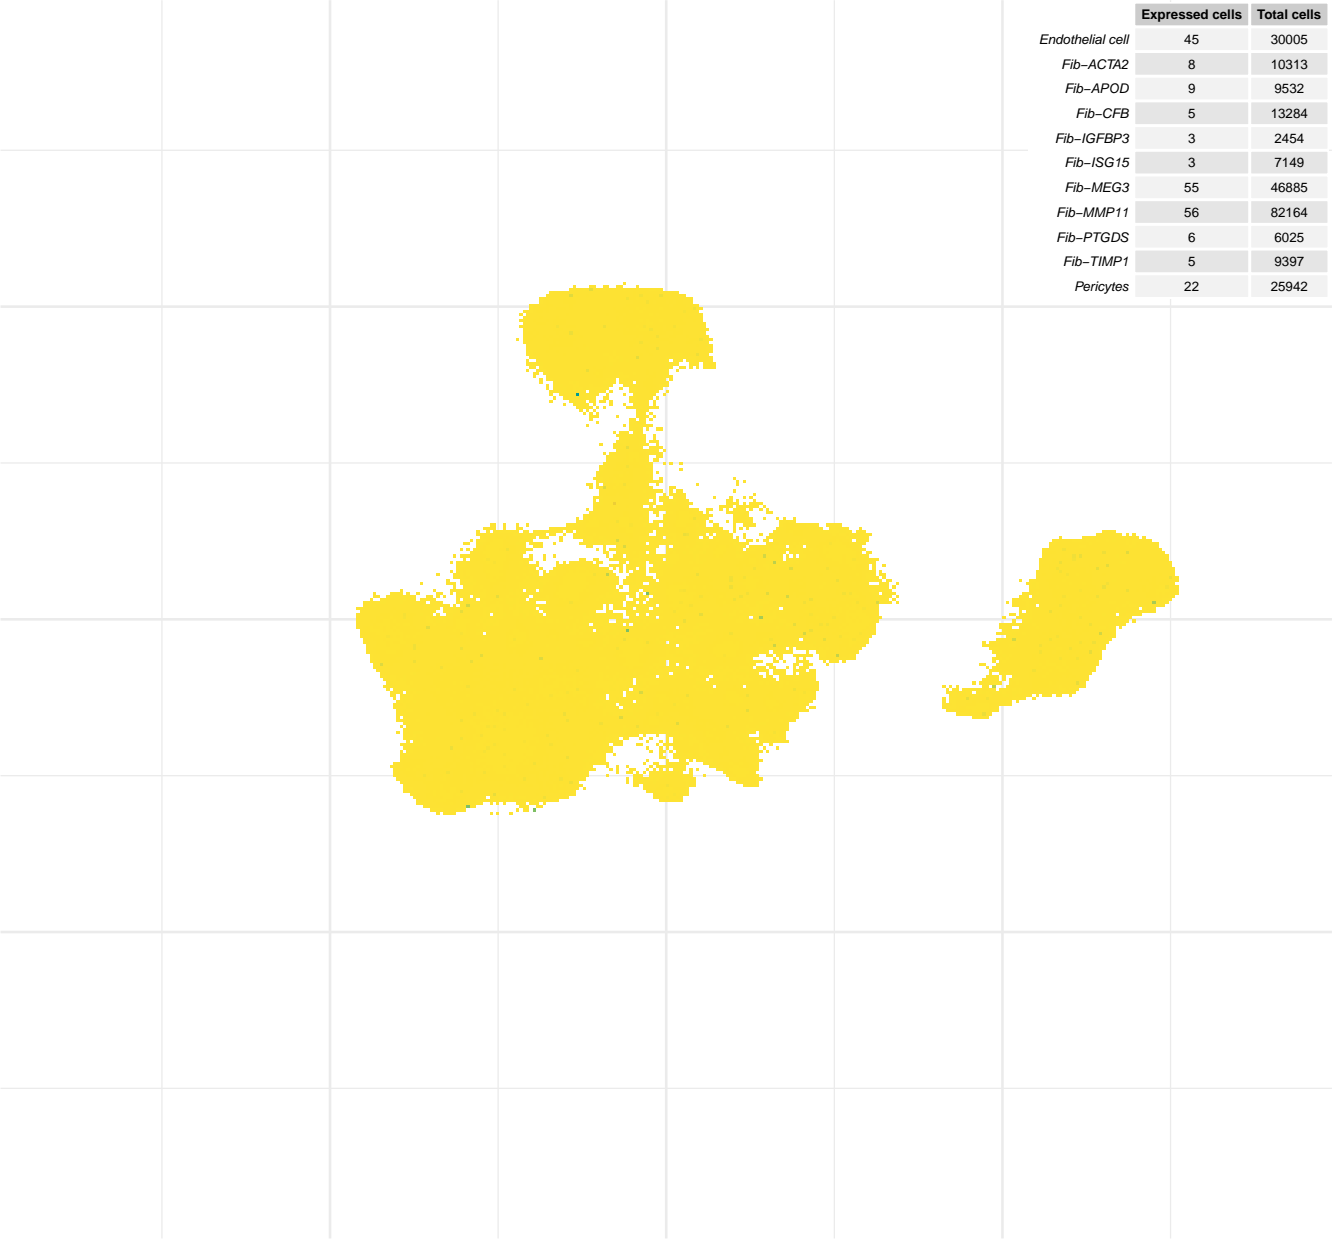 Expressed cells Total cells
Endothelial cell 45 30005
Fib−ACTA2 8 10313
Fib−APOD 9 9532
Fib−CFB 5 13284
Fib−IGFBP3 3 2454
Fib−ISG15 3 7149
Fib−MEG3 55 46885
Fib−MMP11 56 82164
Fib−PTGDS 6 6025
Fib−TIMP1 5 9397
Pericytes 22 25942